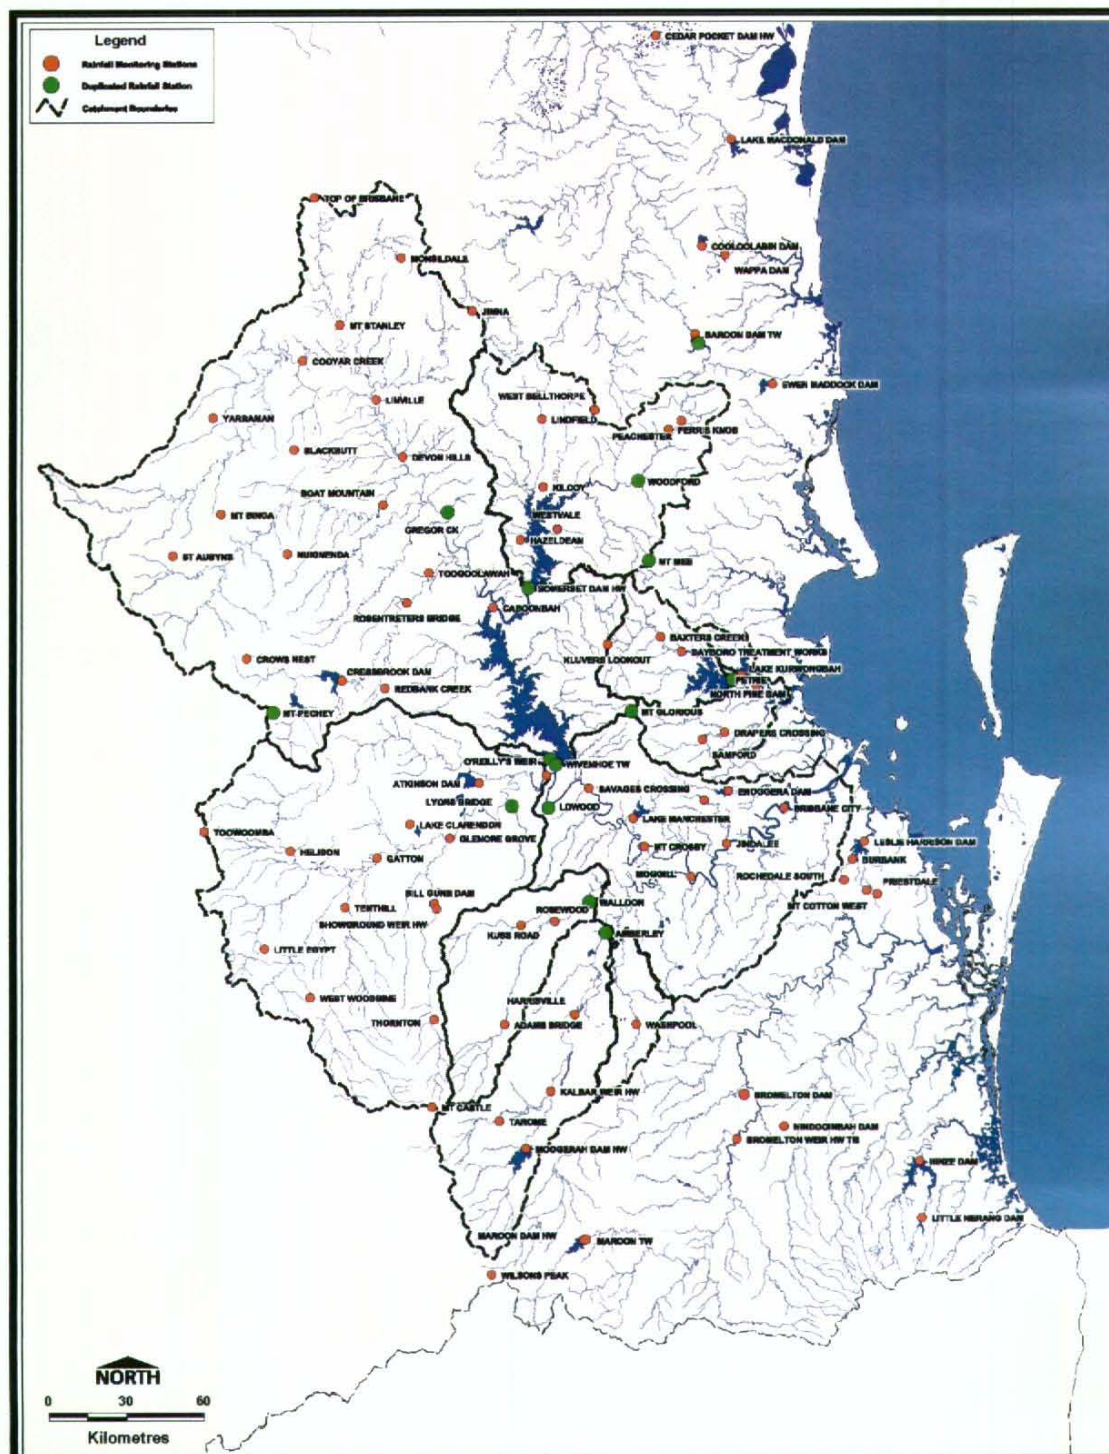 Legend
Rainfall Monitoring Stations
Duplicated Rainfall Station
Catchment Boundaries
CEDAR POCKET DAM HW
LAKE MACDONALD DAM
TOP OF BRISBANE
COOLOOLABIN DAM
MONSILDALE
WAPPA DAM
JIMNA
MT STANLEY
BAROON DAM TW
COOYAR CREEK
EWEN MADDOCK DAM
WEST BELLTHORPE
LINVILLE
YARRAMAN
LINDFIELD
PEACHESTER
FERRIS KNOB
BLACKBUTT
DEVON HILLS
WOODFORD
KILCOY
BOAT MOUNTAIN
MT BINGA
WESTVALE
GREGOR CK
HAZELDEAN
ST AUBYNS
NUKINENDA
MT MEE
TOOGOOLAWAH
SOMERSET DAM HW
CABOONBAH
ROSENTRETERS BRIDGE
BAXTERS CREEK
DAYBORO TREATMENT WORKS
KLUVERS LOOKOUT
CROWS NEST
LAKE KURWONGBAH
CRESSBROOK DAM
PETRIE
REDBANK CREEK
NORTH PINE DAM
MT PECHEY
MT GLORIOUS
DRAPERS CROSSING
SAMFORD
O'REILLY'S WEIR
WIVENHOE TW
ATKINSON DAM
SAVAGES CROSSING
ENOGGERA DAM
LYONS BRIDGE
LOWOOD
BRISBANE CITY
LAKE MANCHESTER
LAKE CLARENDON
TOOWOOMBA
GLENORE GROVE
LESLIE HARRISON DAM
HELIDON
GATTON
MT CROSBY
JINDALEE
BURBANK
MOGGILL
ROCHEDALE SOUTH
PRIESTDALE
BILL GUNN DAM
WALLOON
MT COTTON WEST
TENTHILL
ROSEWOOD
SHOWGROUND WEIR HW
KUSS ROAD
AMBERLEY
LITTLE EGYPT
WEST WOODBINE
HARRISVILLE
THORNTON
ADAMS BRIDGE
WASHPOOL
KALBAR WEIR HW
BROMELTON DAM
MT CASTLE
TAROME
NINDOOINBAH DAM
BROMELTON WEIR HW TB
MOOGERAH DAM HW
HINZE DAM
LITTLE NERANG DAM
MAROON DAM HW
MAROON TW
WILSONS PEAK
NORTH
0 30 60
Kilometres